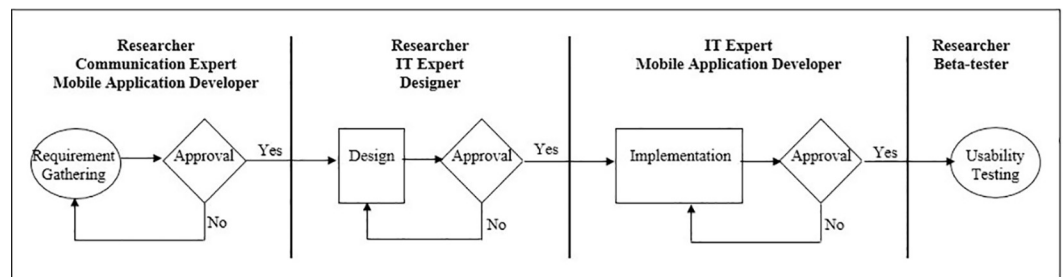 Researcher
Communication Expert
Mobile Application Developer
Researcher
IT Expert
Designer
IT Expert
Mobile Application Developer
Researcher
Beta-tester
Requirement
Gathering
Approval
Yes
No
Design
Approval
Yes
No
Implementation
Approval
Yes
No
Usability
Testing